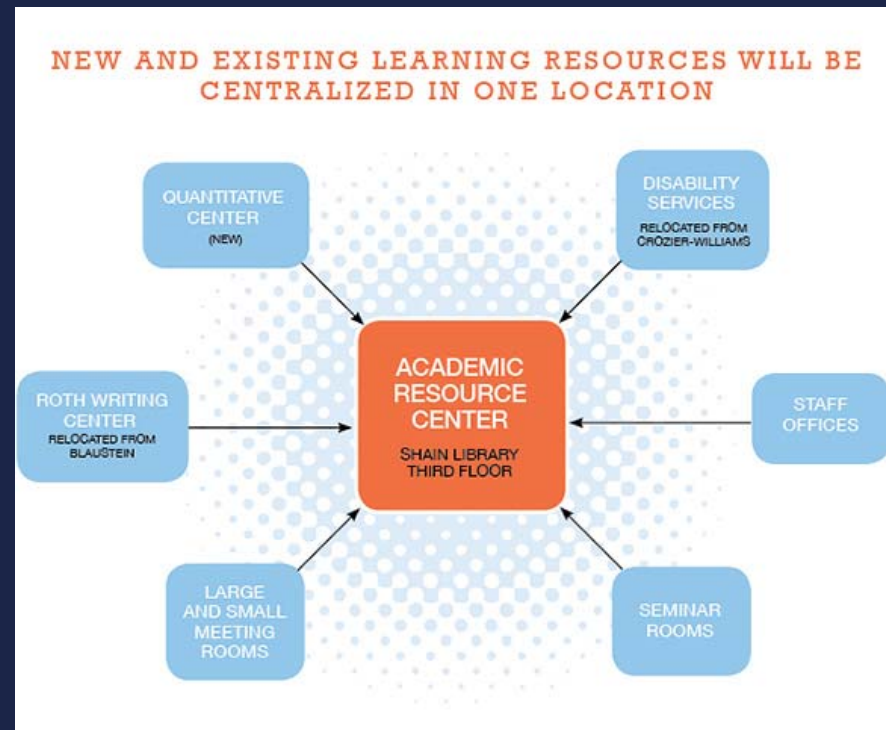 NEW AND EXISTING LEARNING RESOURCES WILL BE
CENTRALIZED IN ONE LOCATION
QUANTITATIVE
CENTER
(NEW)
DISABILITY
SERVICES
RELOCATED FROM
CROZIER-WILLIAMS
ACADEMIC
RESOURCE
CENTER
SHAIN LIBRARY
THIRD FLOOR
ROTH WRITING
CENTER
RELOCATED FROM
BLAUSTEIN
STAFF
OFFICES
LARGE
AND SMALL
MEETING
ROOMS
SEMINAR
ROOMS